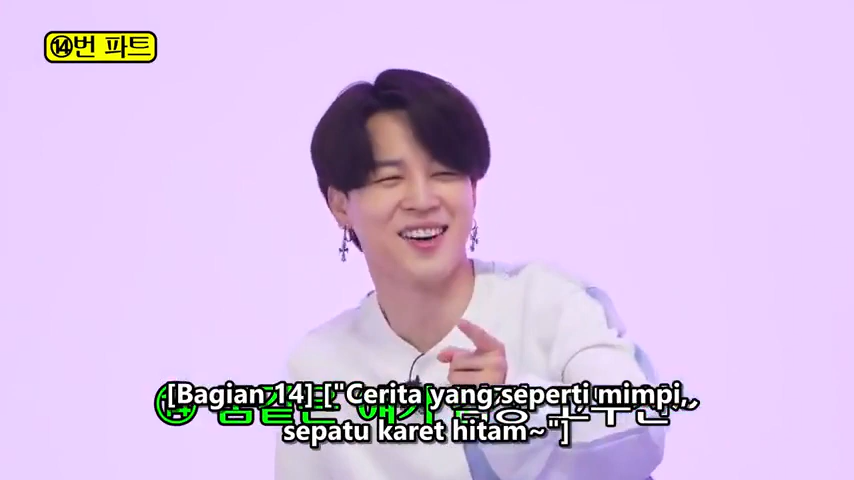 ⑭번 파트
[Bagian 14] ["Cerita yang seperti mimpi,
sepatu karet hitam~"]